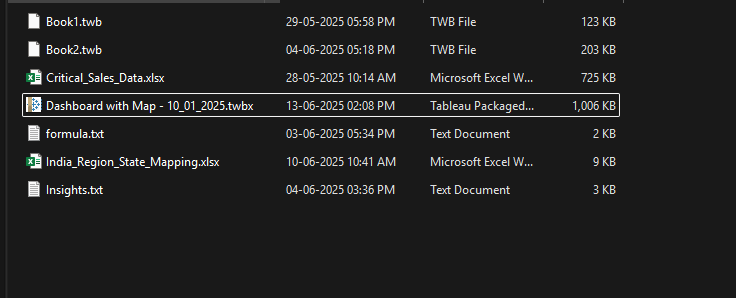 Book1.twb 29-05-2025 05:58 PM TWB File 123 KB
Book2.twb 04-06-2025 05:18 PM TWB File 203 KB
Critical_Sales_Data.xlsx 28-05-2025 10:14 AM Microsoft Excel W... 725 KB
Dashboard with Map - 10_01_2025.twbx 13-06-2025 02:08 PM Tableau Packaged... 1,006 KB
formula.txt 03-06-2025 05:34 PM Text Document 2 KB
India_Region_State_Mapping.xlsx 10-06-2025 10:41 AM Microsoft Excel W... 9 KB
Insights.txt 04-06-2025 03:36 PM Text Document 3 KB